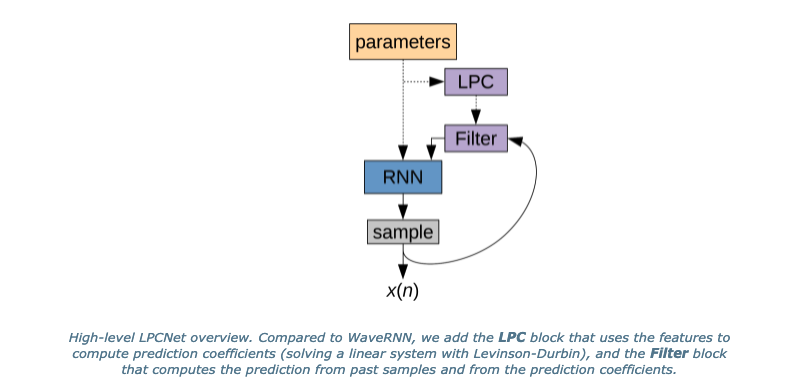 parameters
LPC
Filter
RNN
sample
x(n)
High-level LPCNet overview. Compared to WaveRNN, we add the LPC block that uses the features to
compute prediction coefficients (solving a linear system with Levinson-Durbin), and the Filter block
that computes the prediction from past samples and from the prediction coefficients.